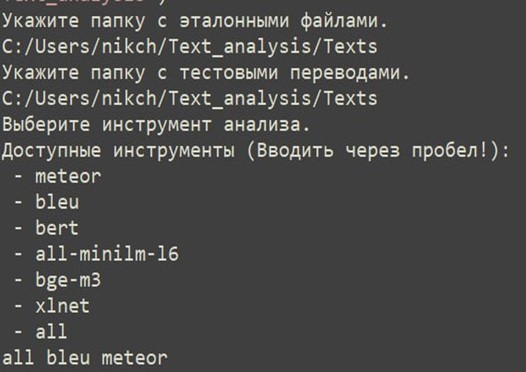 Укажите папку с эталонными файлами.
C:/Users/nikch/Text_analysis/Texts
Укажите папку с тестовыми переводами.
C:/Users/nikch/Text_analysis/Texts
Выберите инструмент анализа.
Доступные инструменты (Вводить через пробел!):
- meteor
- bleu
- bert
- all-minilm-l6
- bge-m3
- xlnet
- all
all bleu meteor